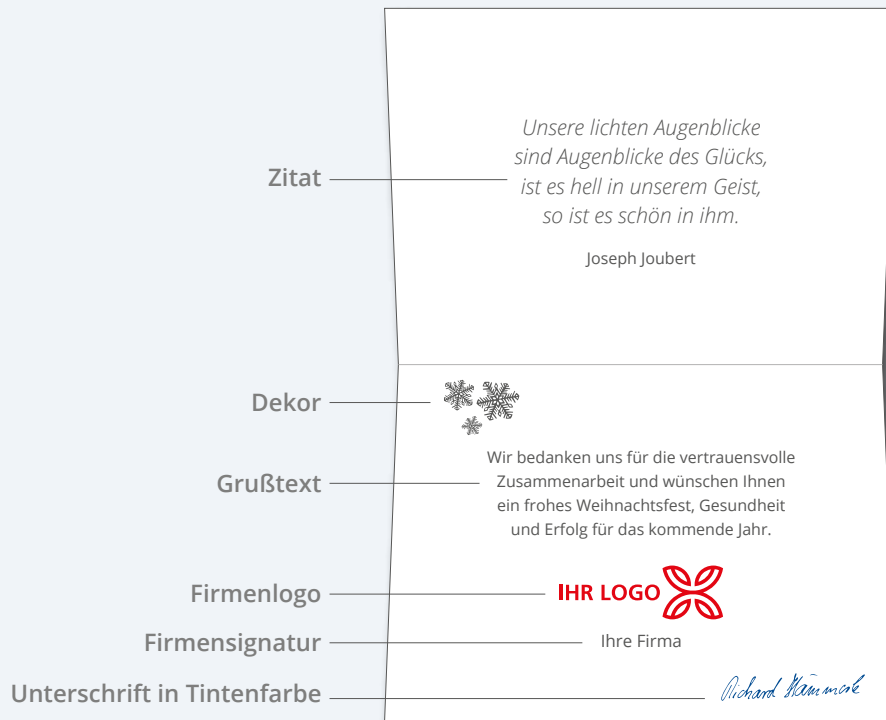 Unsere lichten Augenblicke
sind Augenblicke des Glücks,
Zitat
ist es hell in unserem Geist,
so ist es schön in ihm.
Joseph Joubert
Dekor
Wir bedanken uns für die vertrauensvolle
Grußtext
Zusammenarbeit und wünschen Ihnen
ein frohes Weihnachtsfest, Gesundheit
und Erfolg für das kommende Jahr.
Firmenlogo
IHR LOGO
Firmensignatur
Ihre Firma
Unterschrift in Tintenfarbe
Richard Hämmerle